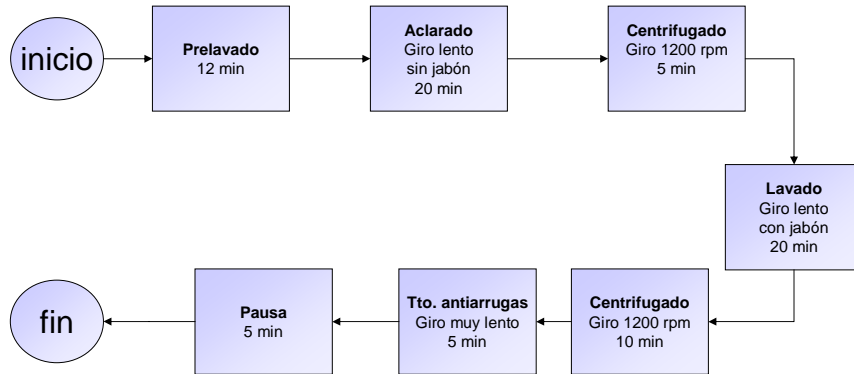 inicio
Prelavado
12 min
Aclarado
Giro lento
sin jabón
20 min
Centrifugado
Giro 1200 rpm
5 min
Lavado
Giro lento
con jabón
20 min
Centrifugado
Giro 1200 rpm
10 min
Tto. antiarrugas
Giro muy lento
5 min
Pausa
5 min
fin